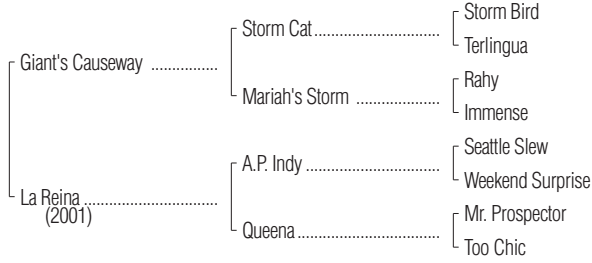 Storm Bird
Storm Cat
Terlingua
Giant's Causeway
Rahy
Mariah's Storm
Immense
Seattle Slew
A.P. Indy
Weekend Surprise
La Reina
(2001)
Mr. Prospector
Queena
Too Chic